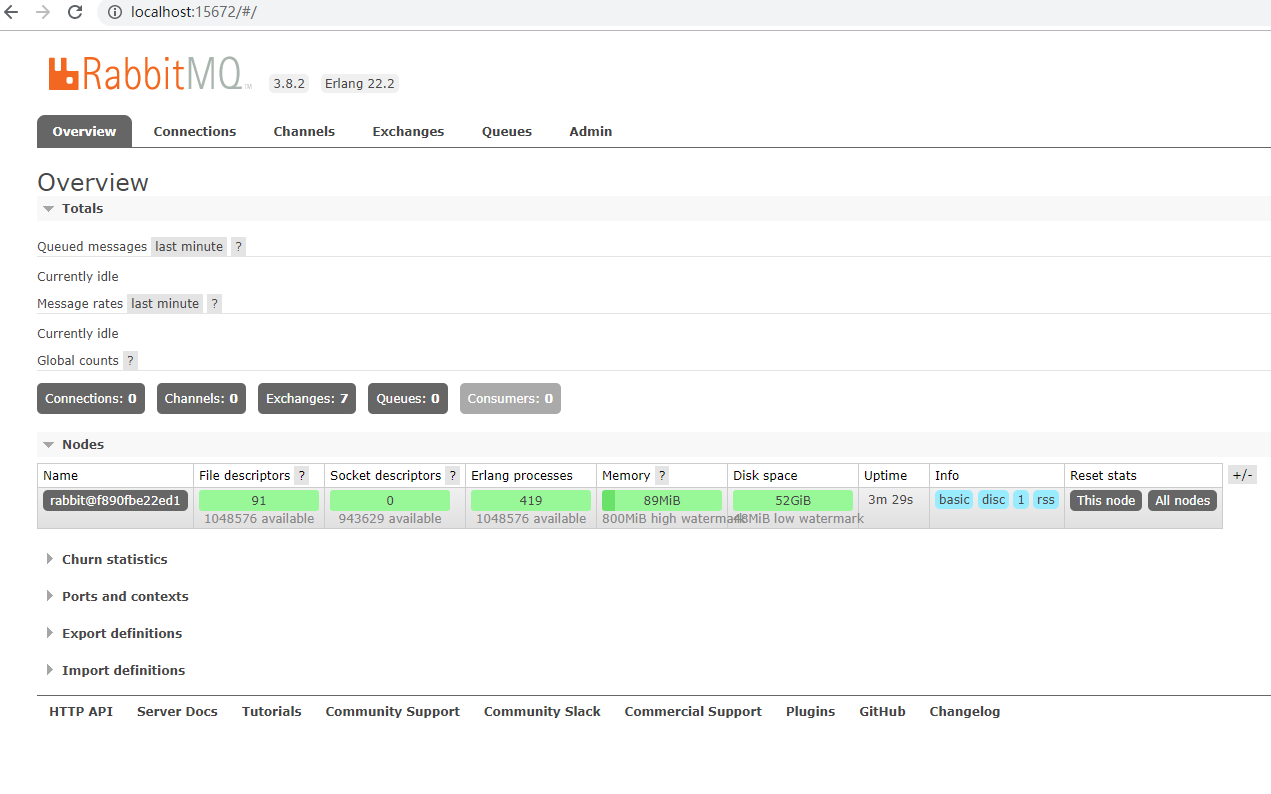 localhost:15672/#/
RabbitMQ TM 3.8.2 Erlang 22.2
Overview Connections Channels Exchanges Queues Admin
Overview
Totals
Queued messages last minute ?
Currently idle
Message rates last minute ?
Currently idle
Global counts ?
Connections: 0 Channels: 0 Exchanges: 7 Queues: 0 Consumers: 0
Nodes
Name File descriptors ? Socket descriptors ? Erlang processes Memory ? Disk space Uptime Info Reset stats +/-
rabbit@f890fbe22ed1 91 0 419 89MiB 52GiB 3m 29s basic disc 1 rss This node All nodes
1048576 available 943629 available 1048576 available 800MiB high watermark 48MiB low watermark
Churn statistics
Ports and contexts
Export definitions
Import definitions
HTTP API Server Docs Tutorials Community Support Community Slack Commercial Support Plugins GitHub Changelog